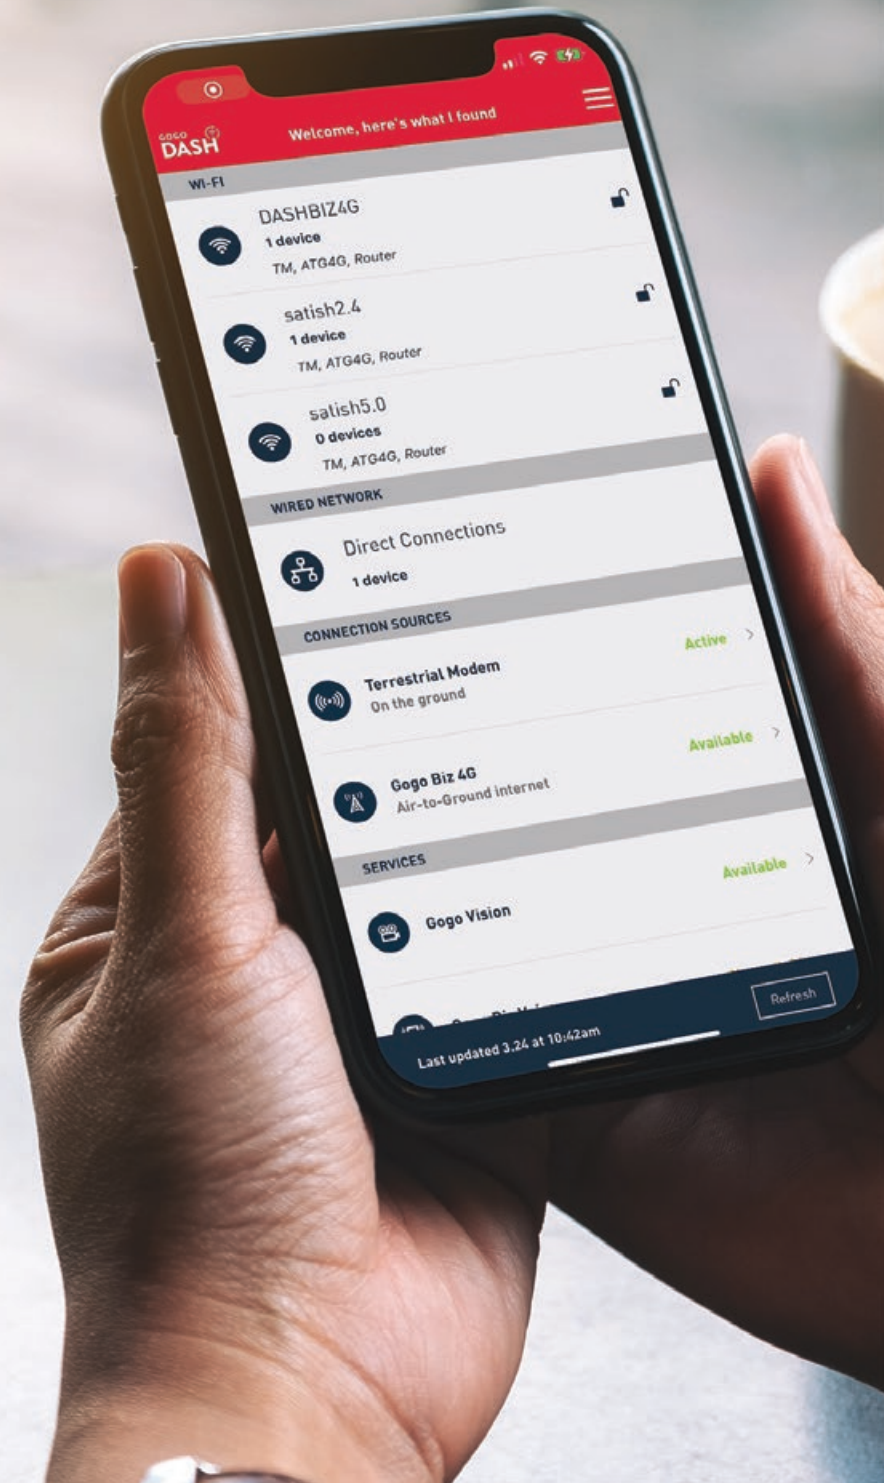 GOGO
DASH
Welcome, here's what I found
WI-FI
DASHBIZ4G
1 device
TM, ATG4G, Router
satish2.4
1 device
TM, ATG4G, Router
satish5.0
0 devices
TM, ATG4G, Router
WIRED NETWORK
Direct Connections
1 device
CONNECTION SOURCES
Terrestrial Modem
Active
On the ground
Gogo Biz 4G
Available
Air-to-Ground internet
SERVICES
Gogo Vision
Available
Last updated 3.24 at 10:42am
Refresh